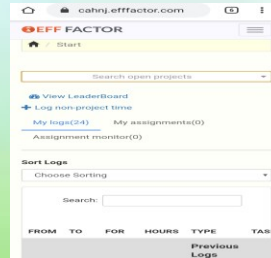 cahnj.efffactor.com
6
EFF FACTOR
/ Start
Search open projects
View LeaderBoard
Log non-project time
My logs(24) My assignments(0)
Assignment monitor(0)
Sort Logs
Choose Sorting
Search:
FROM TO FOR HOURS TYPE TAS
Previous
Logs